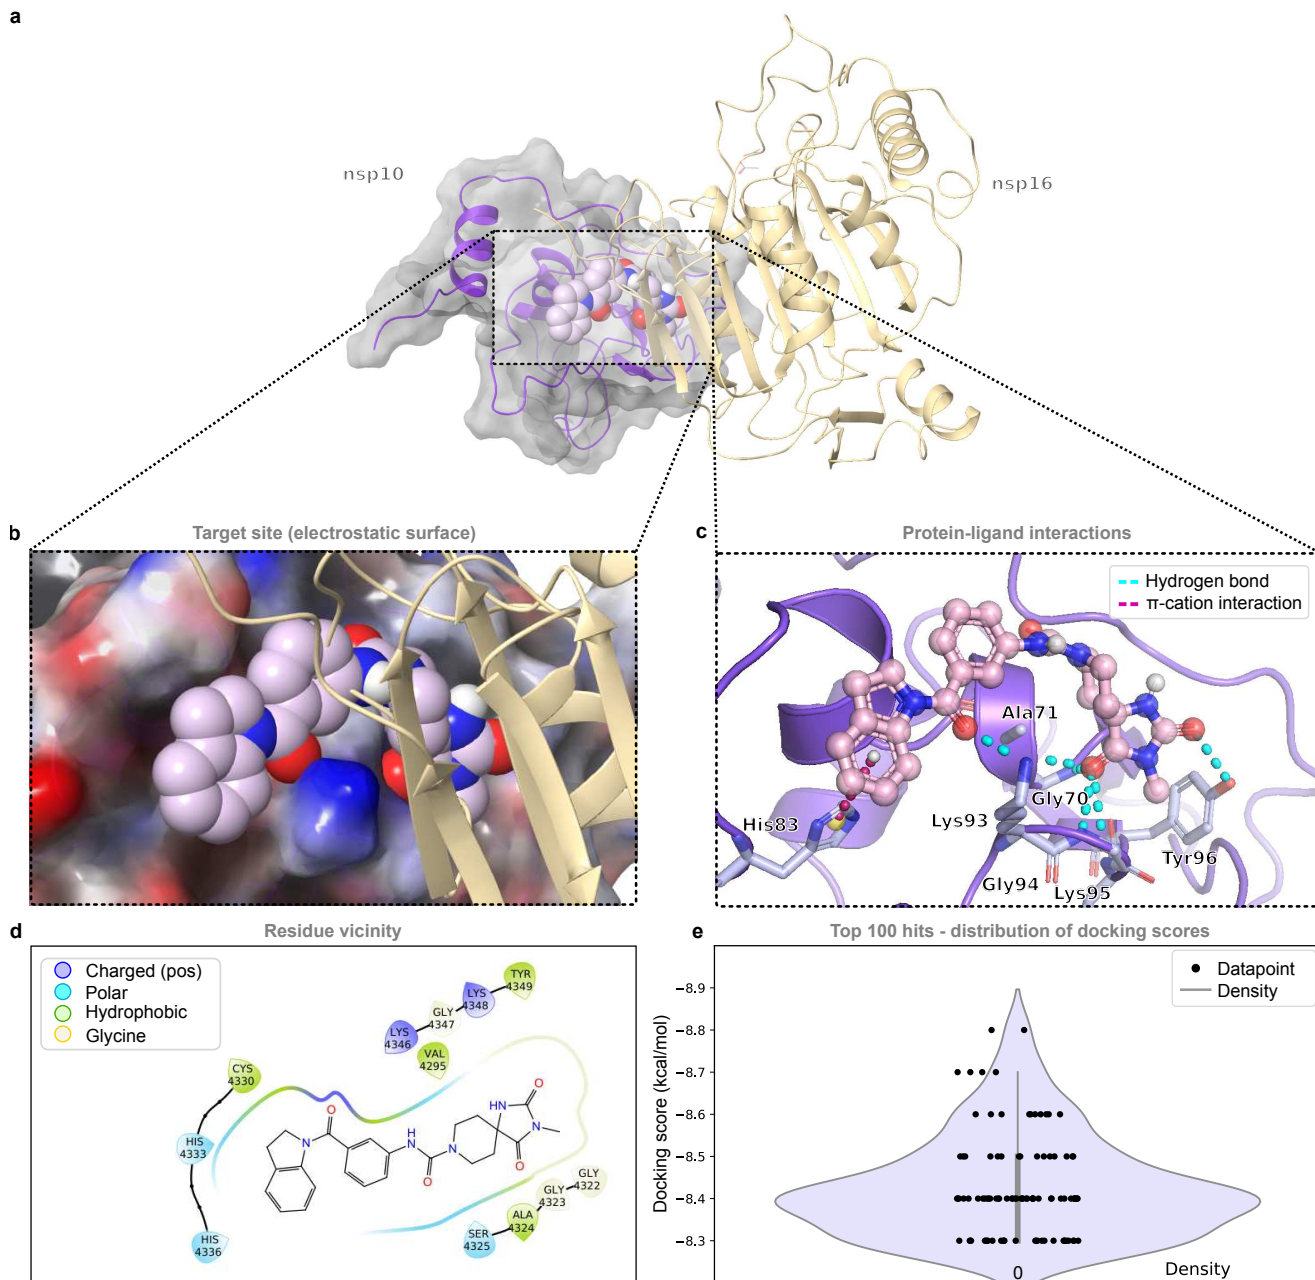 a
nsp10
nsp16
b
Target site (electrostatic surface)
c
Protein-ligand interactions
Hydrogen bond
π-cation interaction
Ala71
Gly70
Lys93
His83
Tyr96
Gly94
Lys95
d
Residue vicinity
Charged (pos)
Polar
Hydrophobic
Glycine
TYR
4349
LYS
4348
GLY
4347
LYS
4346
VAL
4295
CYS
4330
HIS
4333
HIS
4336
O
N
H
N
O
N
NH
O
N
O
GLY
4322
GLY
4323
ALA
4324
SER
4325
e
Top 100 hits - distribution of docking scores
Datapoint
Density
Docking score (kcal/mol)
−8.9
−8.8
−8.7
−8.6
−8.5
−8.4
−8.3
0
Density